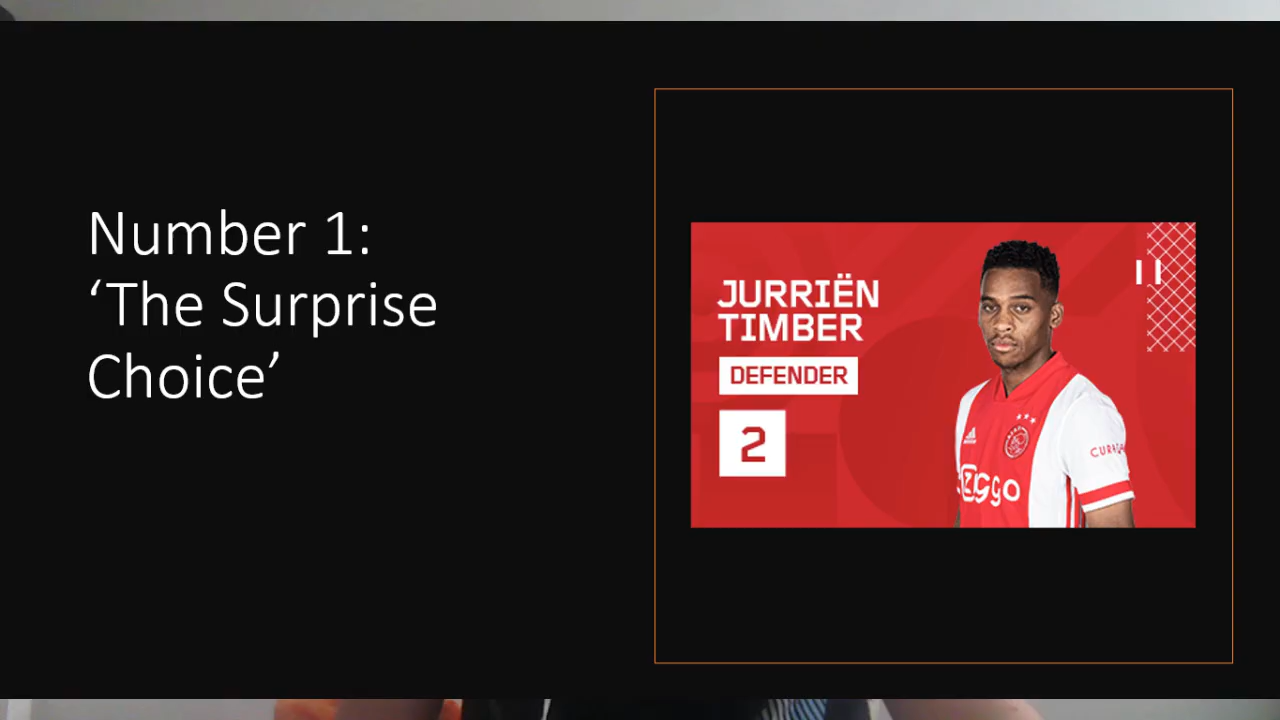 Number 1:
‘The Surprise
Choice’
JURRIËN
TIMBER
DEFENDER
2
ziggo